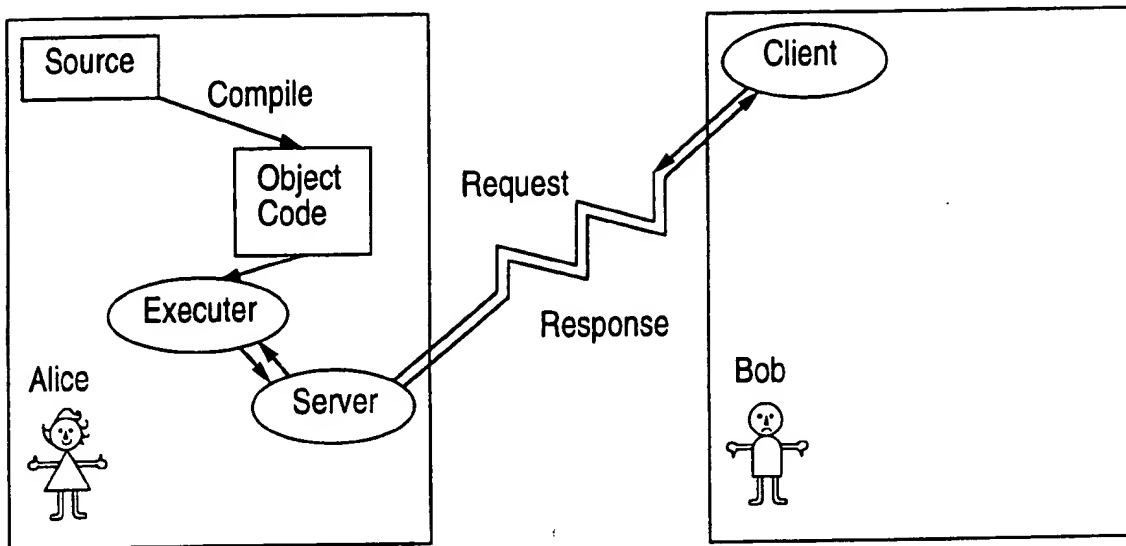 Source
Compile
Object
Code
Executer
Server
Alice
Request
Response
Client
Bob